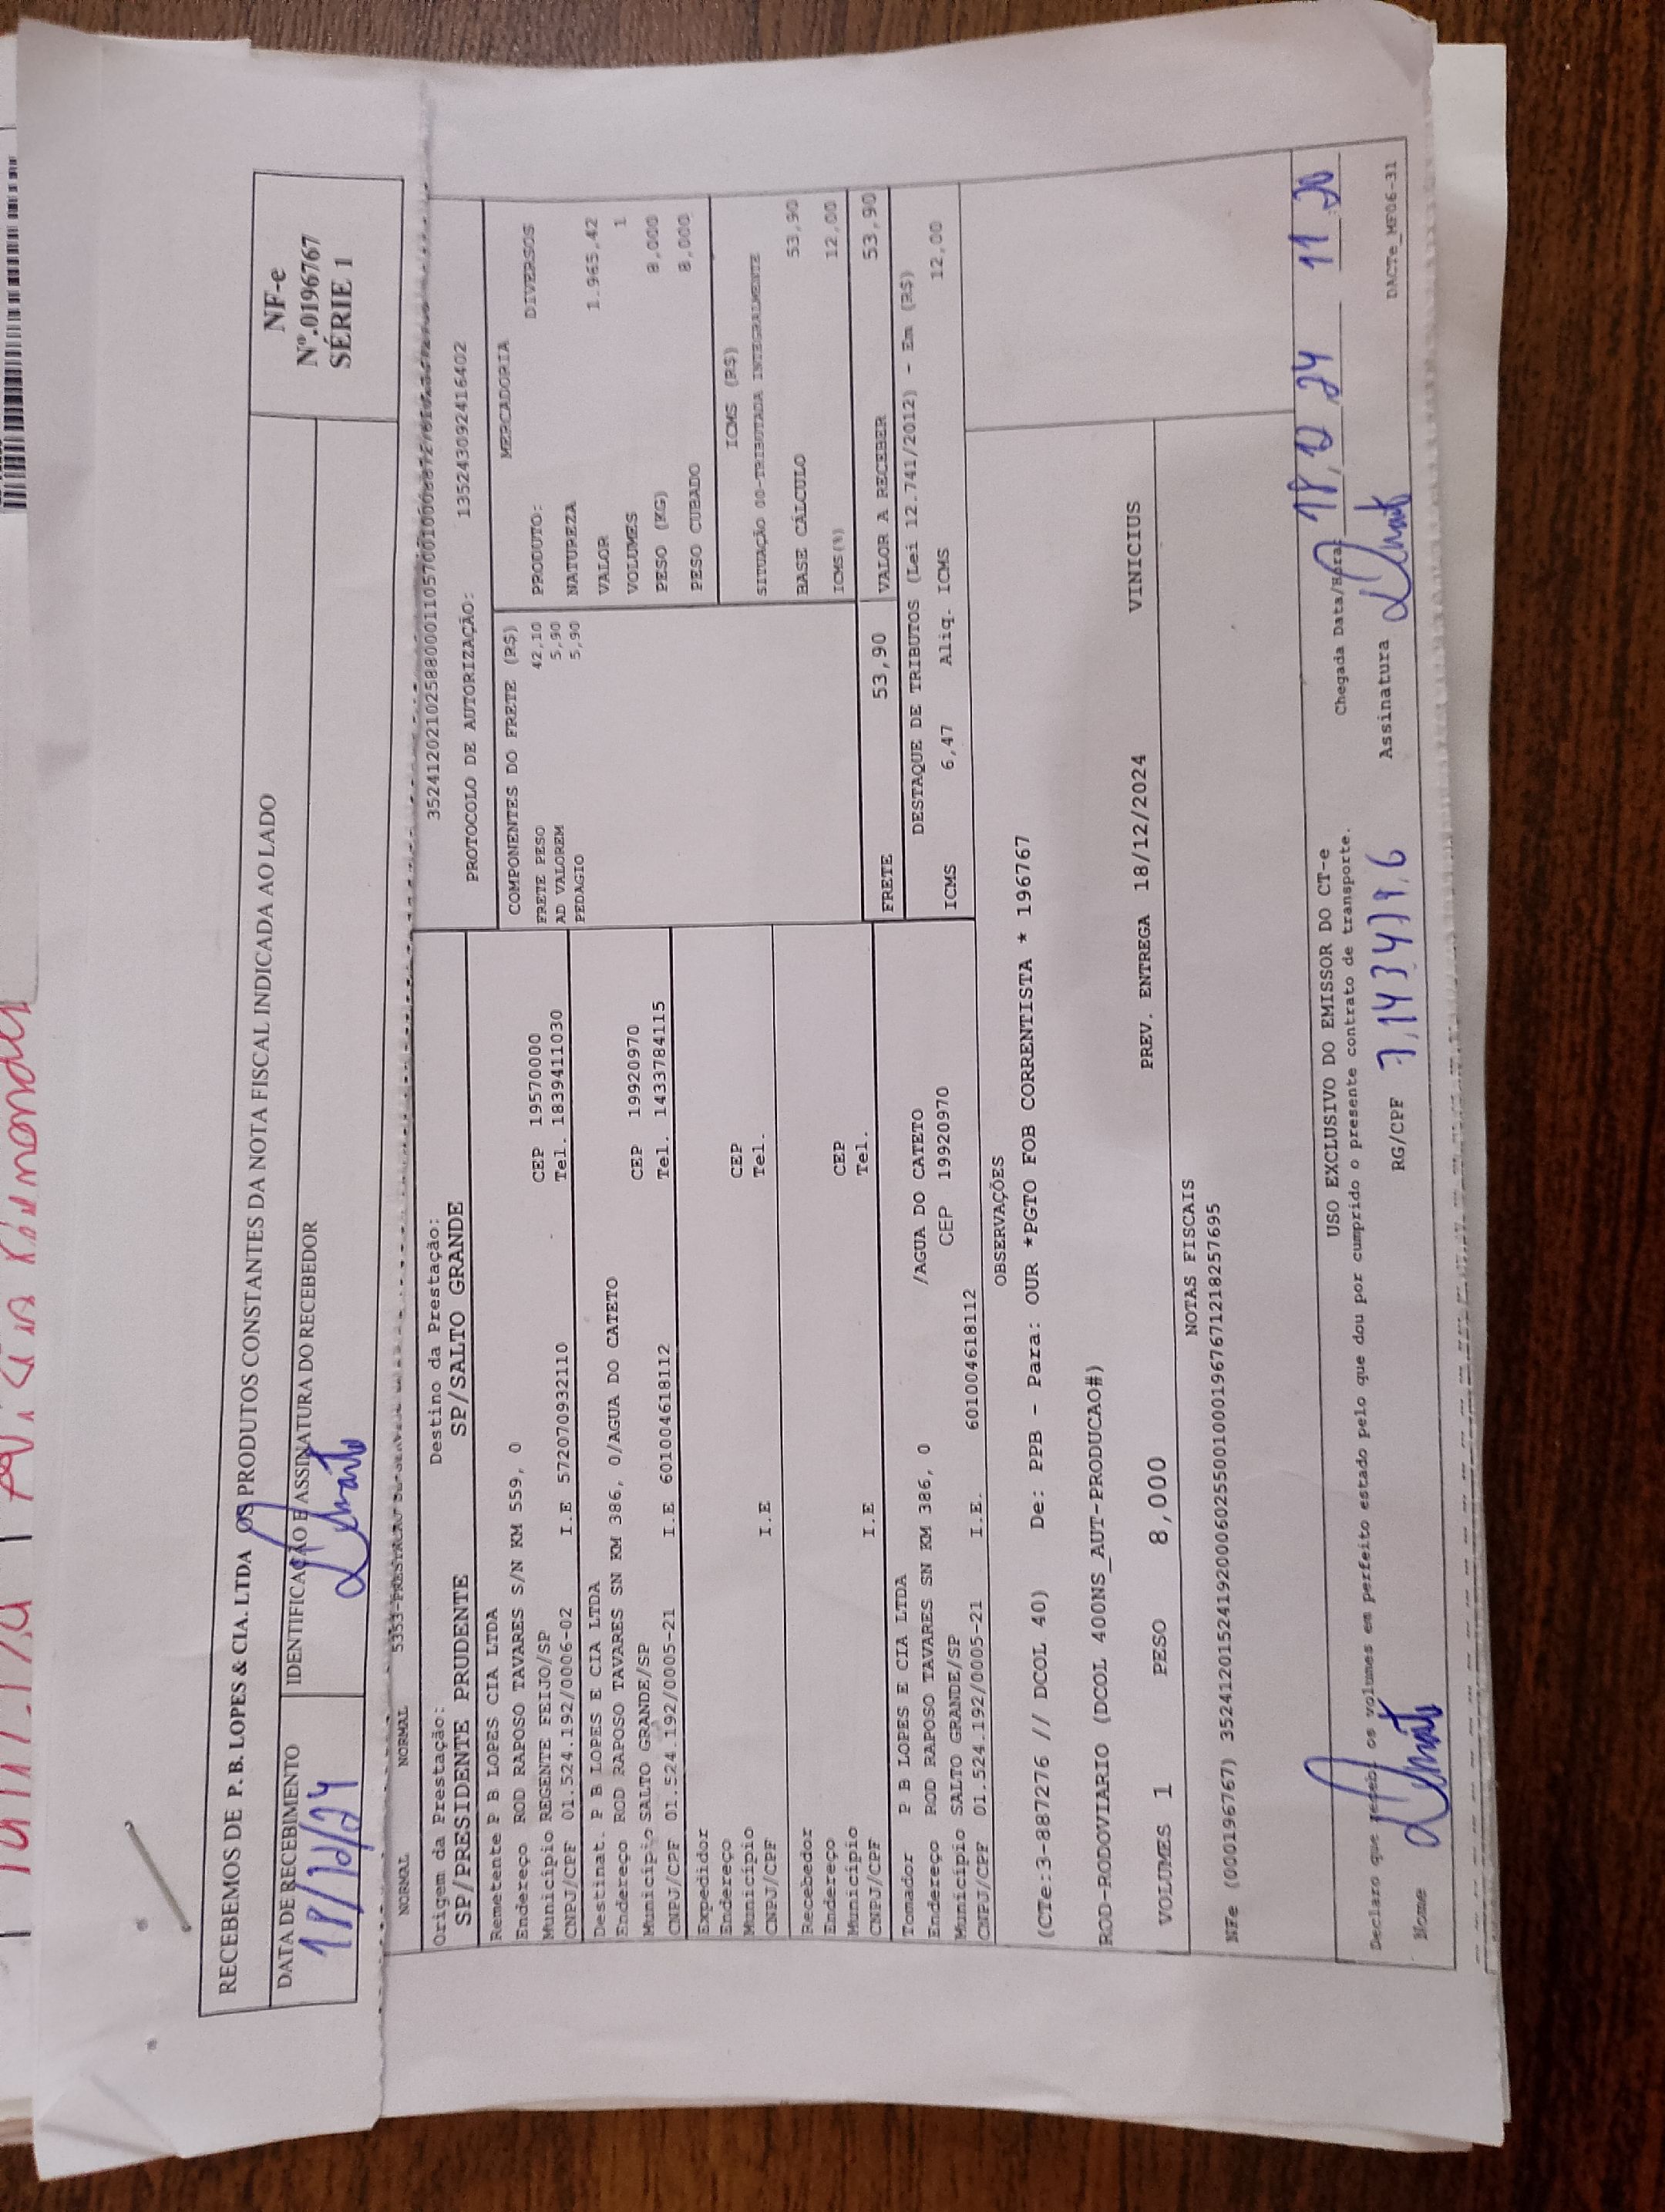 RECEBEMOS DE P. B. LOPES & CIA. LTDA OS PRODUTOS CONSTANTES DA NOTA FISCAL INDICADA AO LADO
DATA DE RECEBIMENTO
18/12/24
IDENTIFICAÇÃO E ASSINATURA DO RECEBEDOR
NF-e
Nº.0196767
SÉRIE 1
NORMAL NORMAL
PROTOCOLO DE AUTORIZAÇÃO: 135243092416402
Origem da Prestação: Destino da Prestação:
SP/PRESIDENTE PRUDENTE SP/SALTO GRANDE
Remetente P B LOPES CIA LTDA
Endereço ROD RAPOSO TAVARES S/N KM 559, 0
Município REGENTE FEIJO/SP CEP 19570000
CNPJ/CPF 01.524.192/0006-02 I.E 572070932110 Tel. 1839411030
Destinat. P B LOPES E CIA LTDA
Endereço ROD RAPOSO TAVARES SN KM 386, 0/AGUA DO CATETO
Município SALTO GRANDE/SP CEP 19920970
CNPJ/CPF 01.524.192/0005-21 I.E 601004618112 Tel. 1433784115
Expedidor
Endereço
Município CEP
CNPJ/CPF I.E Tel.
Recebedor
Endereço
Município CEP
CNPJ/CPF I.E Tel.
Tomador P B LOPES E CIA LTDA
Endereço ROD RAPOSO TAVARES SN KM 386, 0 /AGUA DO CATETO
Município SALTO GRANDE/SP CEP 19920970
CNPJ/CPF 01.524.192/0005-21 I.E. 601004618112
COMPONENTES DO FRETE (R$)
FRETE PESO 42,10
AD VALOREM 5,90
PEDAGIO 5,90
MERCADORIA
PRODUTO: DIVERSOS
NATUREZA
VALOR 1.965,42
VOLUMES 1
PESO (KG) 8,000
PESO CUBADO 8,000
ICMS (R$)
SITUAÇÃO 00-TRIBUTADA INTEGRALMENTE
BASE CÁLCULO 53,90
ICMS(%) 12,00
FRETE 53,90 VALOR A RECEBER 53,90
DESTAQUE DE TRIBUTOS (Lei 12.741/2012) - Em (R$)
ICMS 6,47 Aliq. ICMS 12,00
OBSERVAÇÕES
(CTe:3-887276 // DCOL 40) De: PPB - Para: OUR *PGTO FOB CORRENTISTA * 196767
ROD-RODOVIARIO (DCOL 400NS_AUT-PRODUCAO#)
VOLUMES 1 PESO 8,000 PREV. ENTREGA 18/12/2024 VINICIUS
NOTAS FISCAIS
NFe (000196767) 35241201524192000602550010001967671218257695
USO EXCLUSIVO DO EMISSOR DO CT-e
Declaro que recebi os volumes em perfeito estado pelo que dou por cumprido o presente contrato de transporte.
Chegada Data/Hora: 18/12/24 11:20
Nome RG/CPF Assinatura
DACTe_MF06-31